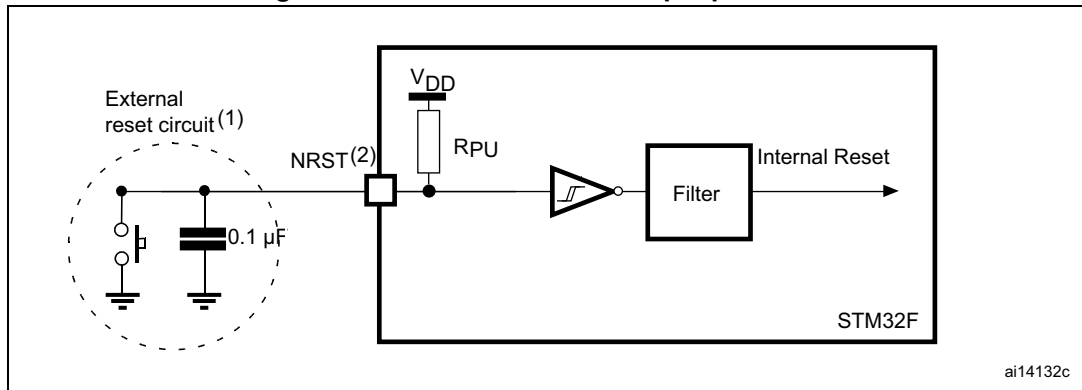 External
reset circuit(1)
VDD
NRST(2)
RPU
Internal Reset
Filter
0.1 µF
STM32F
ai14132c